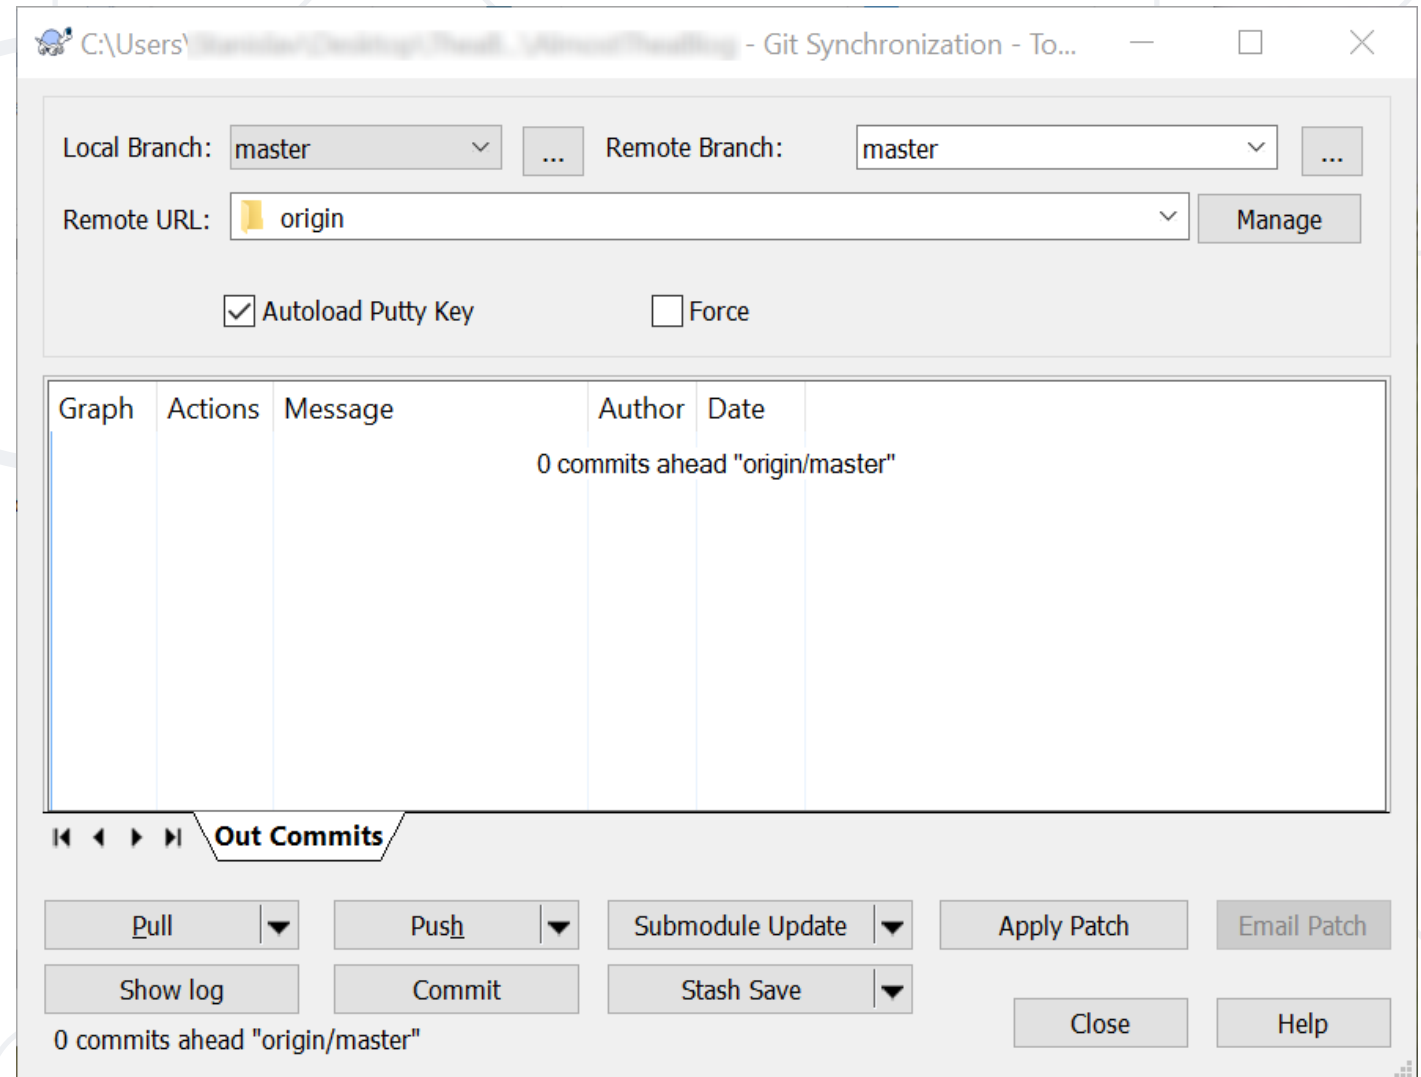 C:\Users\ - Git Synchronization - To...
Local Branch: master ... Remote Branch: master ...
Remote URL: origin Manage
Autoload Putty Key Force
Graph Actions Message Author Date
0 commits ahead "origin/master"
Out Commits
Pull Push Submodule Update Apply Patch Email Patch
Show log Commit Stash Save
Close Help
0 commits ahead "origin/master"